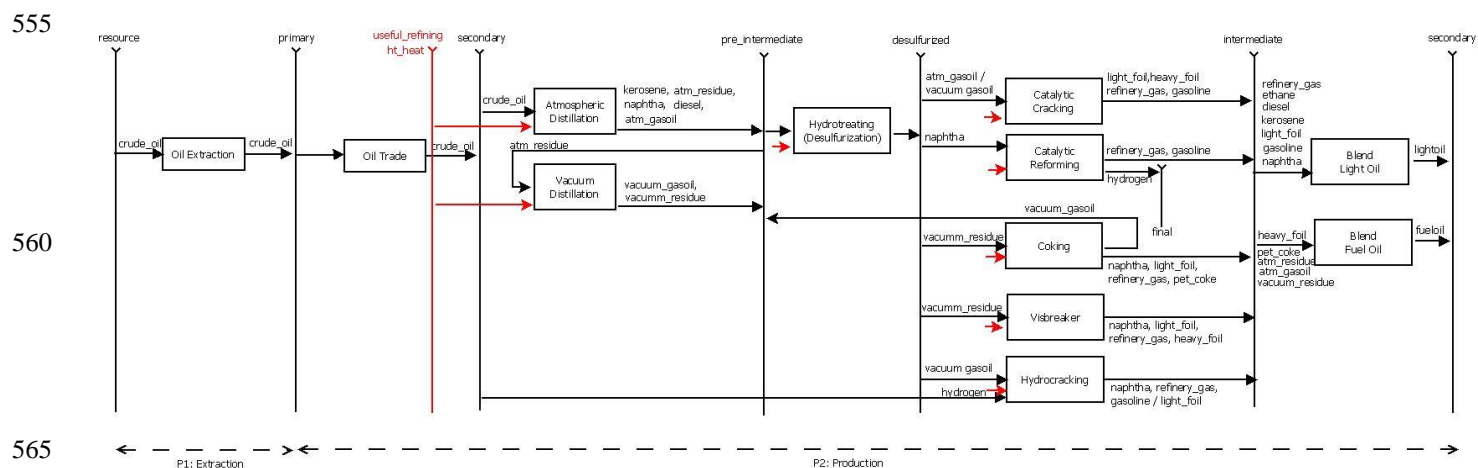 555
resource
primary
useful_refining
ht_heat
secondary
pre_intermediate
desulfurized
intermediate
secondary
crude_oil
Oil Extraction
crude_oil
Oil Trade
crude_oil
crude_oil
Atmospheric
Distillation
kerosene, atm_residue,
naphtha, diesel,
atm_gasoil
atm_residue
Vacuum
Distillation
vacuum_gasoil,
vacumm_residue
Hydrotreating
(Desulfurization)
atm_gasoil /
vacuum gasoil
Catalytic
Cracking
light_foil,heavy_foil
refinery_gas, gasoline
naphtha
Catalytic
Reforming
refinery_gas, gasoline
hydrogen
final
refinery_gas
ethane
diesel
kerosene
light_foil
gasoline
naphtha
Blend
Light Oil
lightoil
560
vacuum_gasoil
vacumm_residue
Coking
naphtha, light_foil,
refinery_gas, pet_coke
heavy_foil
pet_coke
atm_residue
atm_gasoil
vacuum_residue
Blend
Fuel Oil
fueloil
vacumm_residue
Visbreaker
naphtha, light_foil,
refinery_gas, heavy_foil
vacuum gasoil
hydrogen
Hydrocracking
naphtha, refinery_gas,
gasoline / light_foil
565
P1: Extraction
P2: Production